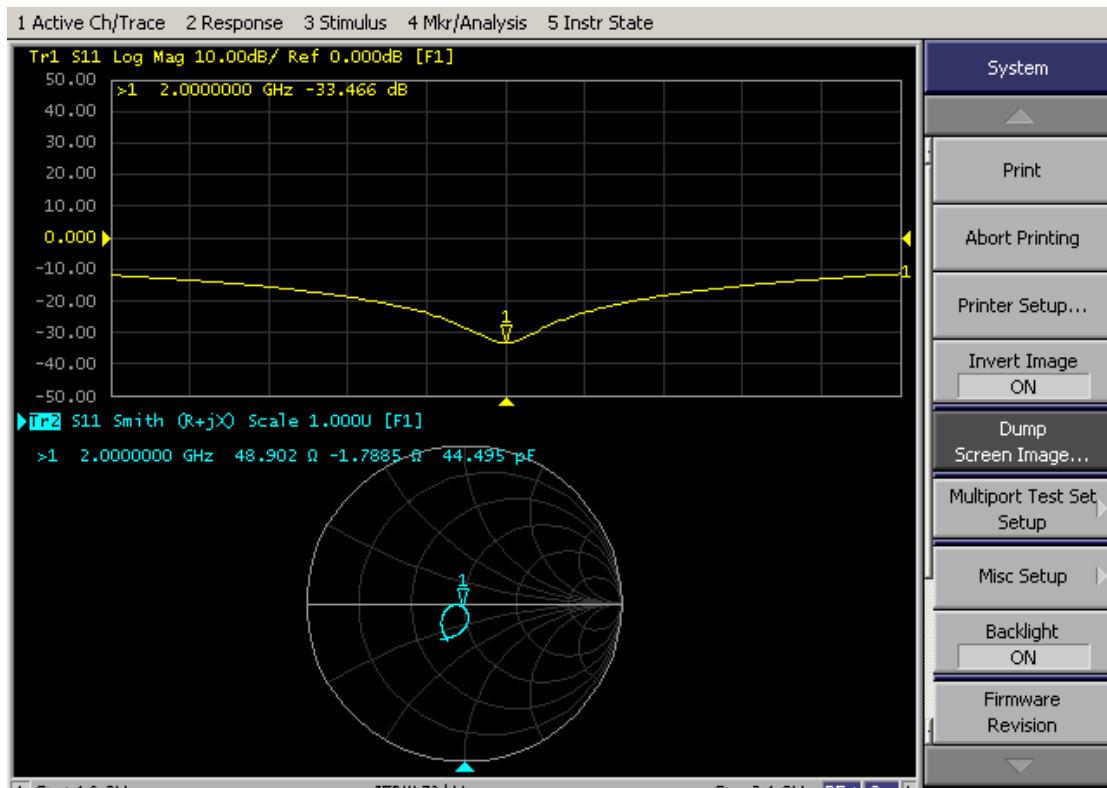 1 Active Ch/Trace 2 Response 3 Stimulus 4 Mkr/Analysis 5 Instr State
Tr1 S11 Log Mag 10.00dB/ Ref 0.000dB [F1]
50.00
>1 2.0000000 GHz -33.466 dB
40.00
30.00
20.00
10.00
0.000
-10.00
1
-20.00
1
-30.00
-40.00
-50.00
Tr2 S11 Smith (R+jX) Scale 1.000U [F1]
>1 2.0000000 GHz 48.902 Ω -1.7885 Ω 44.495 pF
1
System
Print
Abort Printing
Printer Setup...
Invert Image
ON
Dump
Screen Image...
Multiport Test Set
Setup
Misc Setup
Backlight
ON
Firmware
Revision